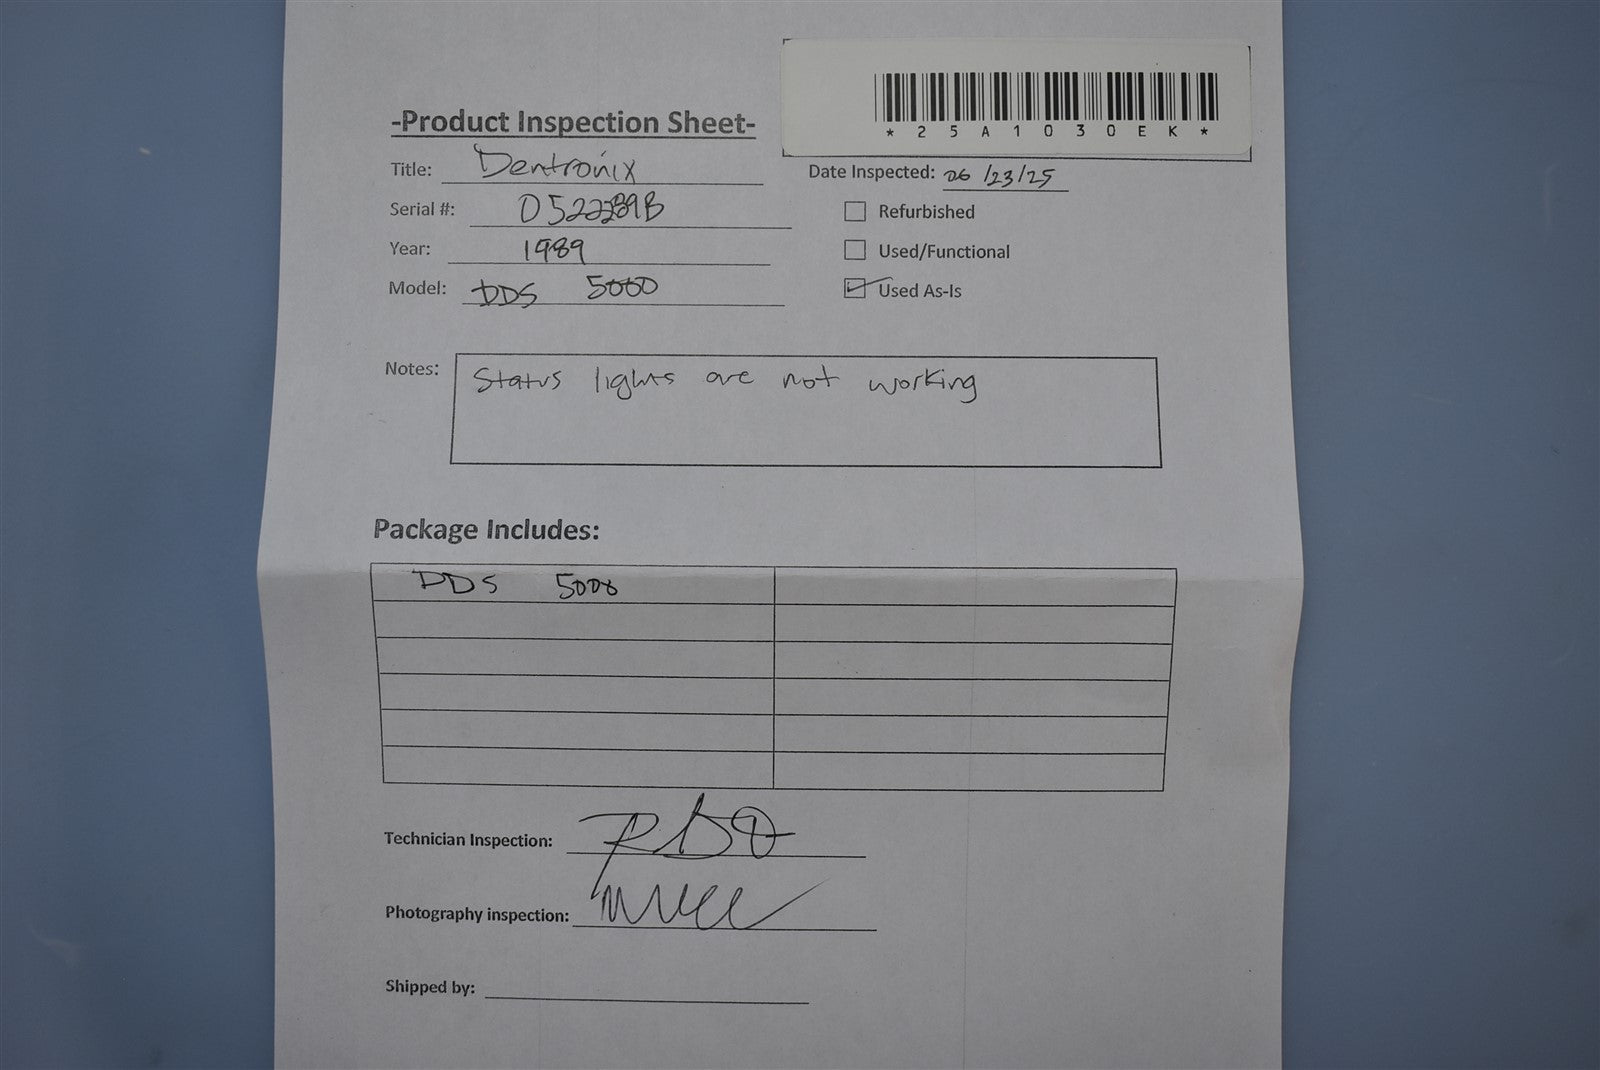 *25A1030EK*
-Product Inspection Sheet-
Title: Dentronix
Date Inspected: 06/23/25
Serial #:
Refurbished
Year: 1989
Used/Functional
Model: DDS 5000
Used As-Is
Notes: Status lights are not working
Package Includes:
DDS 5000
Technician Inspection:
Photography inspection:
Shipped by: